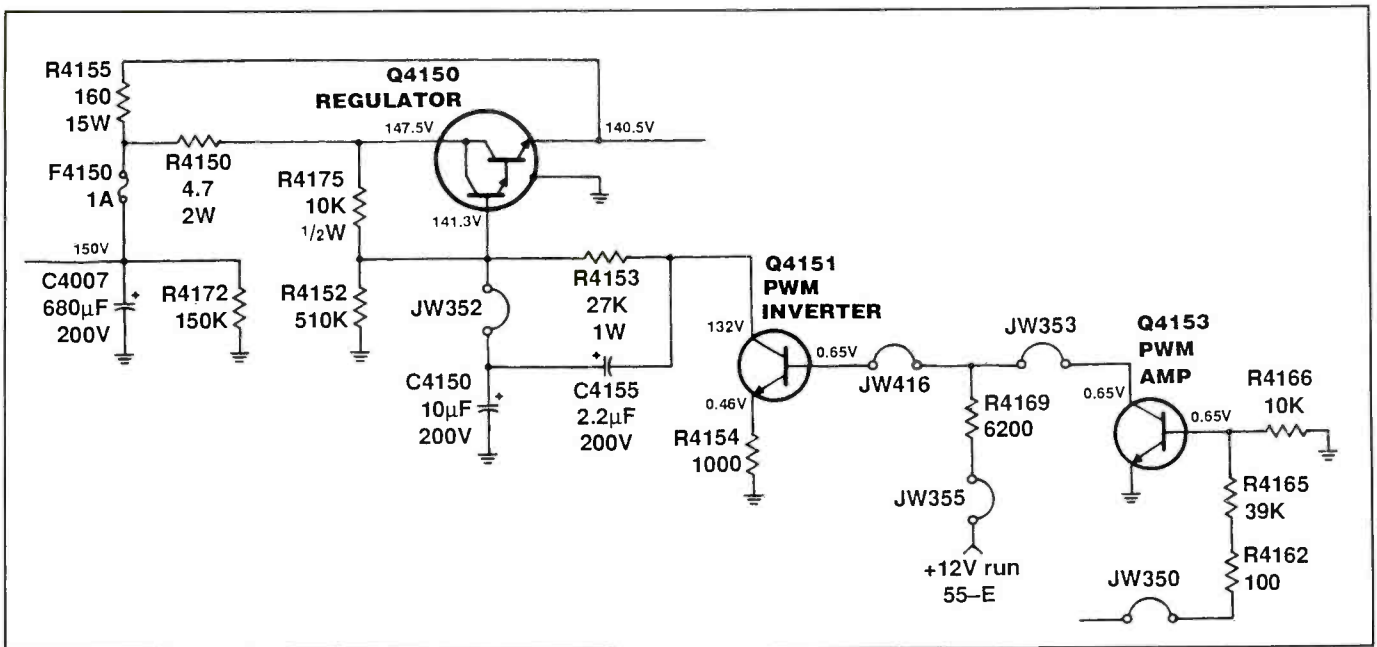 R4155
160
15W
Q4150
REGULATOR
147.5V
140.5V
F4150
1A
R4150
4.7
2W
R4175
10K
1/2W
141.3V
150V
C4007
680µF
200V
R4172
150K
R4152
510K
JW352
R4153
27K
1W
C4150
10µF
200V
C4155
2.2µF
200V
Q4151
PWM
INVERTER
132V
0.65V
0.46V
R4154
1000
JW416
JW353
R4169
6200
JW355
+12V run
55–E
Q4153
PWM
AMP
0.65V
0.65V
R4166
10K
R4165
39K
R4162
100
JW350
+
+
+